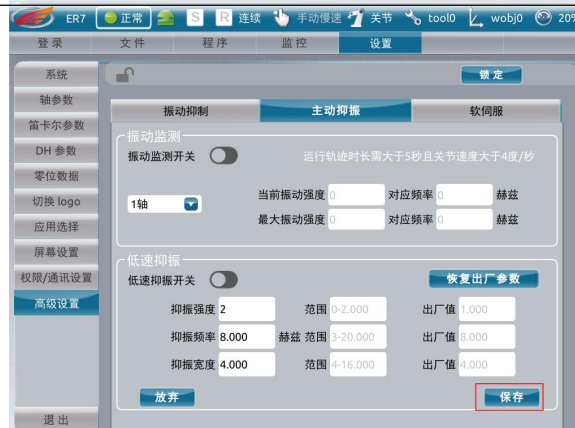 ER7 正常 S R 连续 手动慢速 关节 tool0 wobj0 20%
登录 文件 程序 监控 设置
系统
轴参数
笛卡尔参数
DH 参数
零位数据
切换 logo
应用选择
屏幕设置
权限/通讯设置
高级设置
退出
锁定
振动抑制 主动抑振 软伺服
振动监测
振动监测开关 运行轨迹时长需大于5秒且关节速度大于4度/秒
1轴 当前振动强度 0 对应频率 0 赫兹
最大振动强度 0 对应频率 0 赫兹
低速抑振
低速抑振开关 恢复出厂参数
抑振强度 2 范围 0-2.000 出厂值 1.000
抑振频率 8.000 赫兹 范围 3-20.000 出厂值 8.000
抑振宽度 4.000 范围 4-16.000 出厂值 4.000
放弃 保存